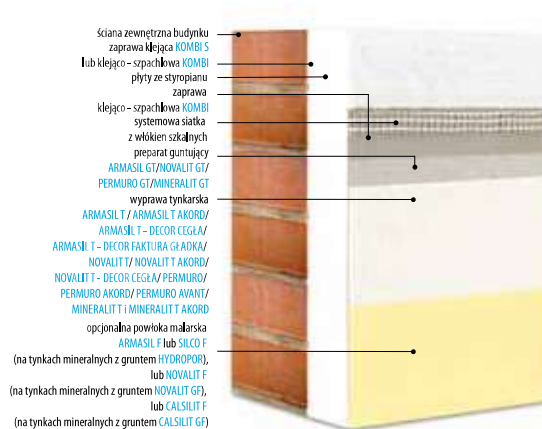 ściana zewnętrzna budynku
zaprawa klejąca KOMBI S
lub klejąco – szpachlowa KOMBI
płyty ze styropianu
zaprawa
klejąco – szpachlowa KOMBI
systemowa siatka
z włókien szkalnych
preparat guntujący
ARMASIL GT/NOVALIT GT/
PERMURO GT/MINERALIT GT
wyprawa tynkarska
ARMASIL T / ARMASIL T AKORD/
ARMASIL T – DECOR CEGŁA/
ARMASIL T – DECOR FAKTURA GŁADKA/
NOVALIT T/ NOVALIT T AKORD/
NOVALIT T - DECOR CEGŁA/ PERMURO/
PERMURO AKORD/ PERMURO AVANT/
MINERALIT T i MINERALIT T AKORD
opcjonalna powłoka malarska
ARMASIL F lub SILCO F
(na tynkach mineralnych z gruntem HYDROPOR),
lub NOVALIT F
(na tynkach mineralnych z gruntem NOVALIT GF),
lub CALSILIT F
(na tynkach mineralnych z gruntem CALSILIT GF)